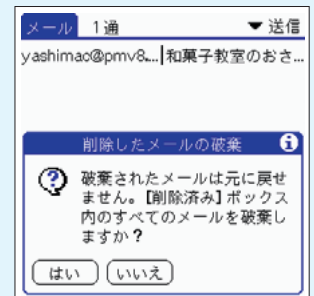 メール 1通 ▼ 送信
yashimao@pmv8....|和菓子教室のおさ...
削除したメールの破棄
破棄されたメールは元に戻せ
ません。【削除済み】ボックス
内のすべてのメールを破棄し
ますか？
はい いいえ